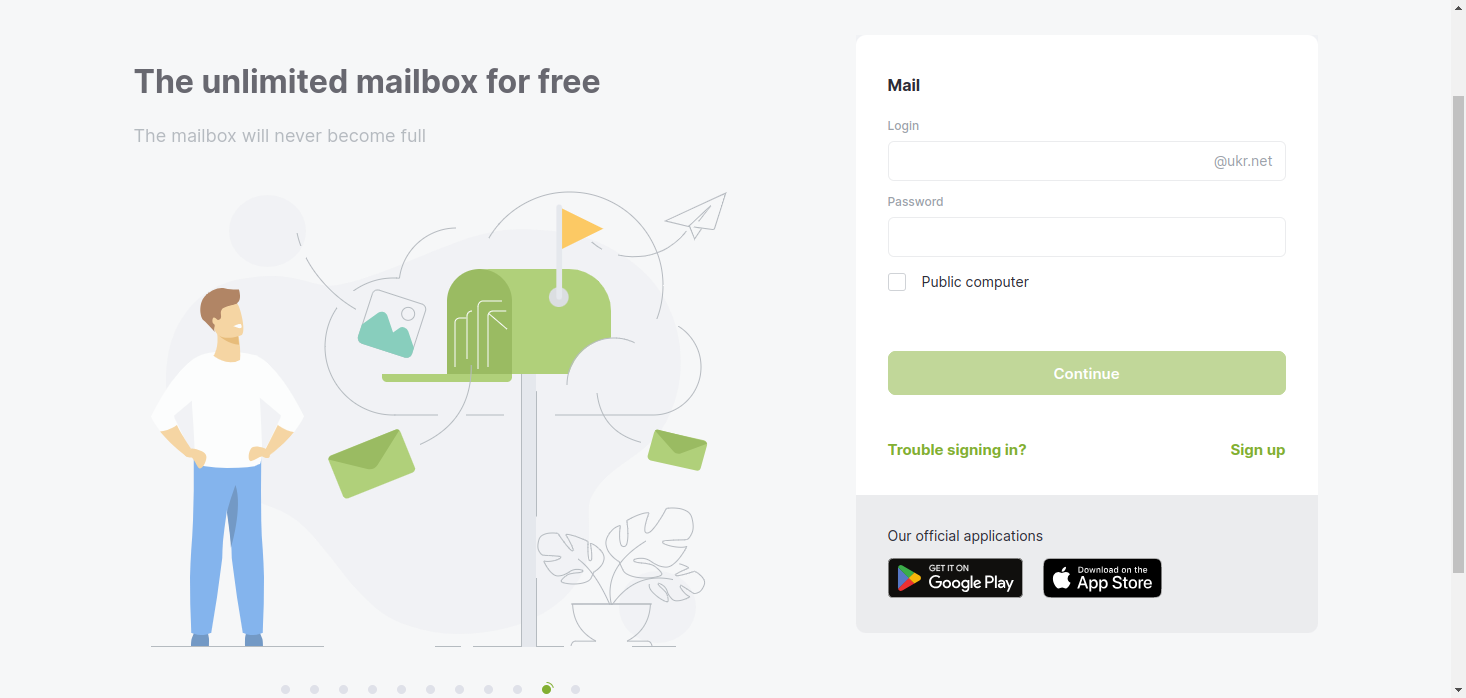 The unlimited mailbox for free
The mailbox will never become full
Mail
Login
@ukr.net
Password
Public computer
Continue
Trouble signing in?
Sign up
Our official applications
GET IT ON
Google Play
Download on the
App Store